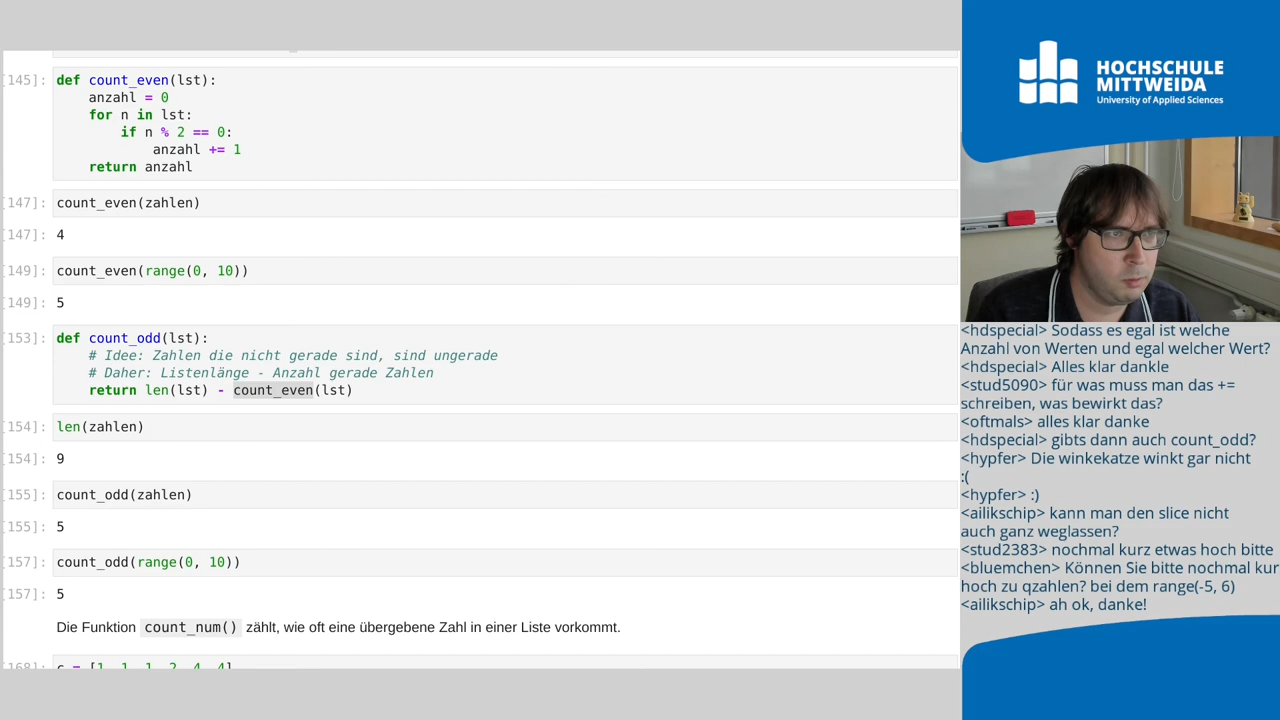 [145]: def count_even(lst):
anzahl = 0
for n in lst:
if n % 2 == 0:
anzahl += 1
return anzahl
[147]: count_even(zahlen)
[147]: 4
[149]: count_even(range(0, 10))
[149]: 5
[153]: def count_odd(lst):
# Idee: Zahlen die nicht gerade sind, sind ungerade
# Daher: Listenlänge - Anzahl gerade Zahlen
return len(lst) - count_even(lst)
[154]: len(zahlen)
[154]: 9
[155]: count_odd(zahlen)
[155]: 5
[157]: count_odd(range(0, 10))
[157]: 5
Die Funktion count_num() zählt, wie oft eine übergebene Zahl in einer Liste vorkommt.
[168]: c = [1, 1, 1, 2, 4, 4]
HOCHSCHULE
MITTWEIDA
University of Applied Sciences
<hdspecial> Sodass es egal ist welche
Anzahl von Werten und egal welcher Wert?
<hdspecial> Alles klar dankle
<stud5090> für was muss man das +=
schreiben, was bewirkt das?
<oftmals> alles klar danke
<hdspecial> gibts dann auch count_odd?
<hypfer> Die winkekatze winkt gar nicht
:(
<hypfer> :)
<ailikschip> kann man den slice nicht
auch ganz weglassen?
<stud2383> nochmal kurz etwas hoch bitte
<bluemchen> Können Sie bitte nochmal kur
hoch zu qzahlen? bei dem range(-5, 6)
<ailikschip> ah ok, danke!